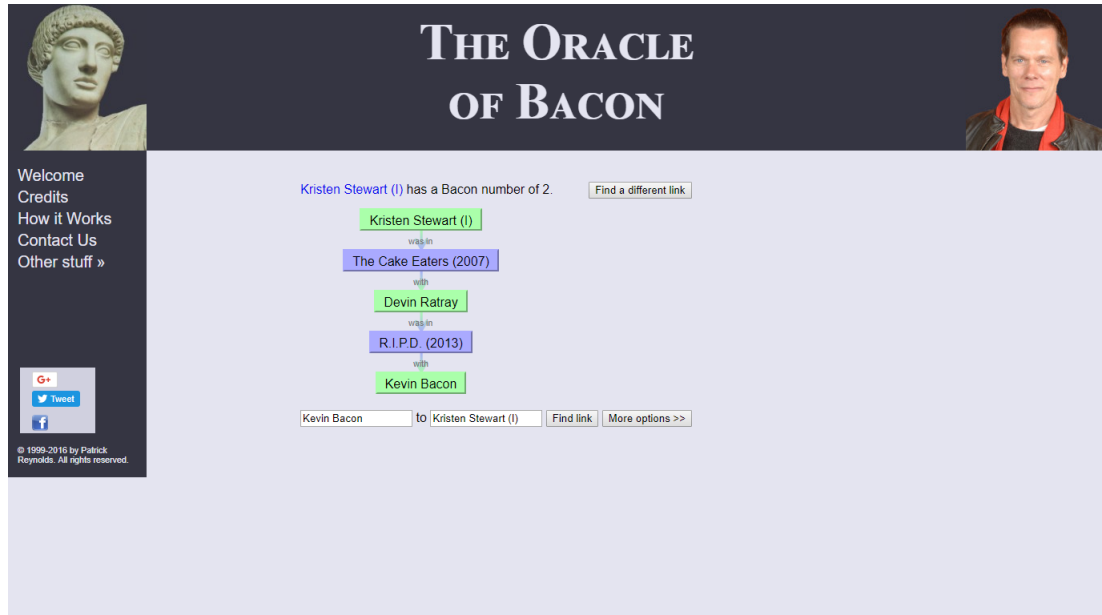 THE ORACLE
OF BACON
Welcome
Credits
How it Works
Contact Us
Other stuff »
G+
Tweet
f
© 1999-2016 by Patrick
Reynolds. All rights reserved.
Kristen Stewart (I) has a Bacon number of 2. Find a different link
Kristen Stewart (I)
was in
The Cake Eaters (2007)
with
Devin Ratray
was in
R.I.P.D. (2013)
with
Kevin Bacon
Kevin Bacon to Kristen Stewart (I) Find link More options >>